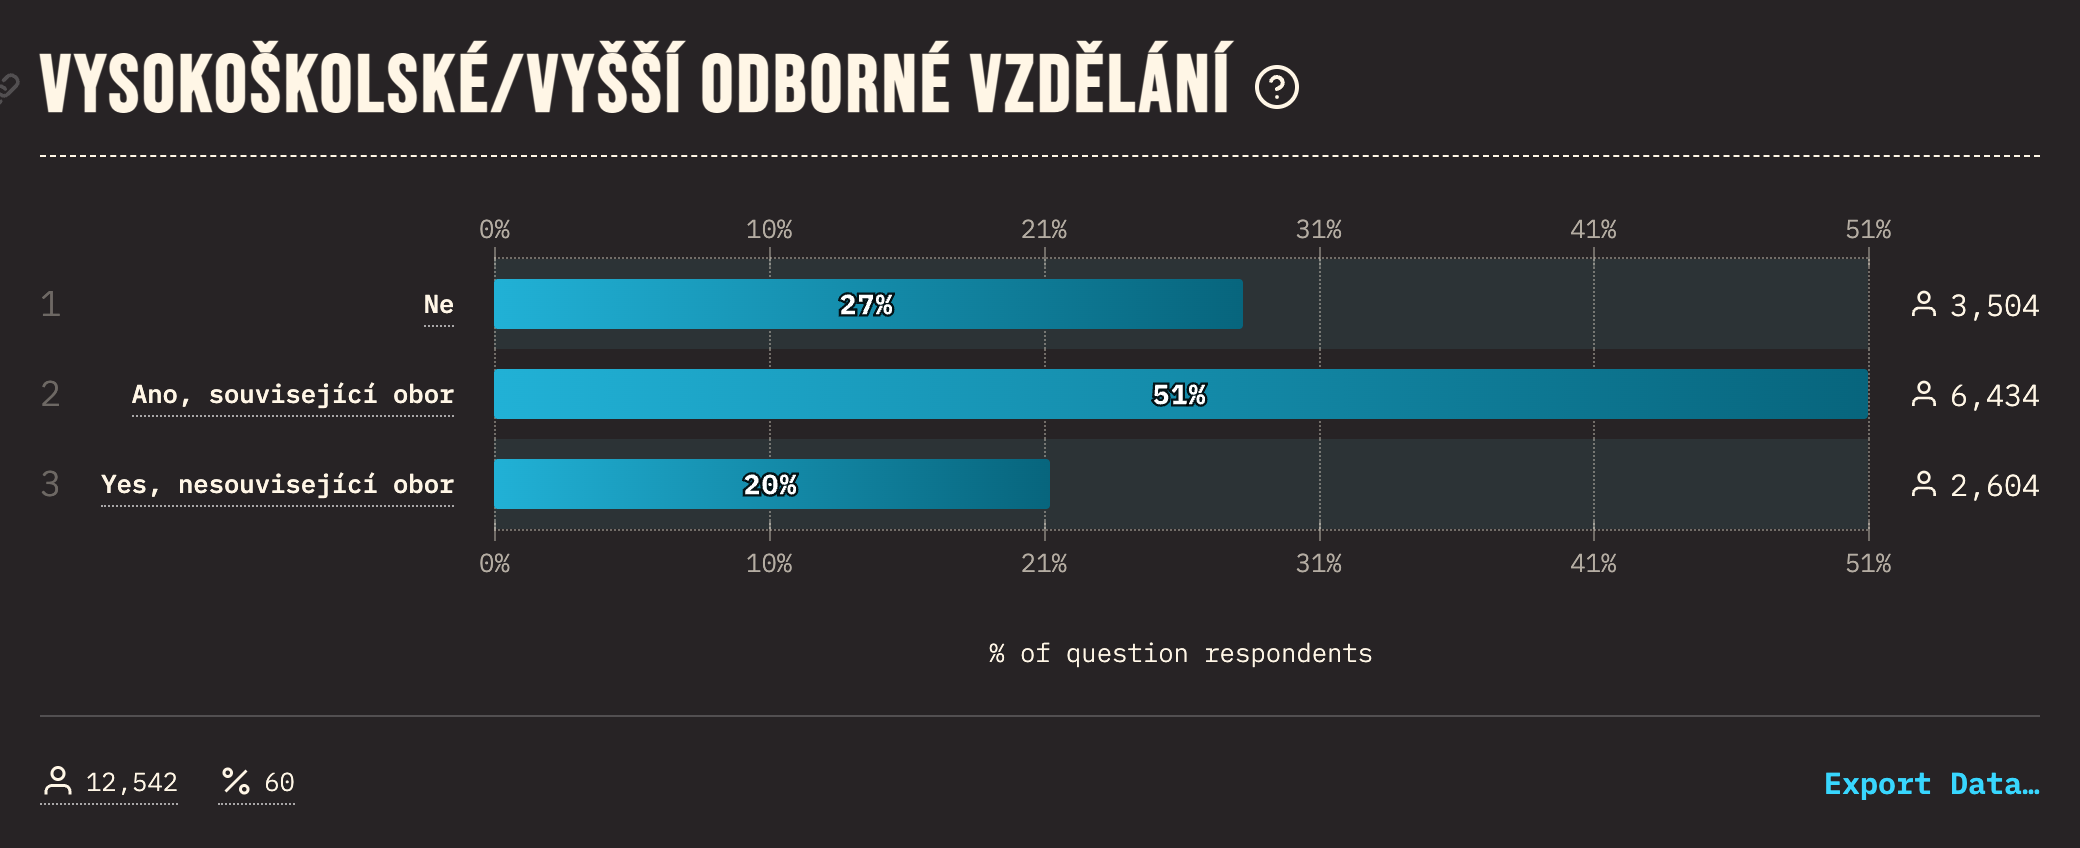 VYSOKOŠKOLSKÉ/VYŠŠÍ ODBORNÉ VZDĚLÁNÍ ?
0% 10% 21% 31% 41% 51%
1 Ne 27% 3,504
2 Ano, související obor 51% 6,434
3 Yes, nesouvisející obor 20% 2,604
0% 10% 21% 31% 41% 51%
% of question respondents
12,542 % 60 Export Data…